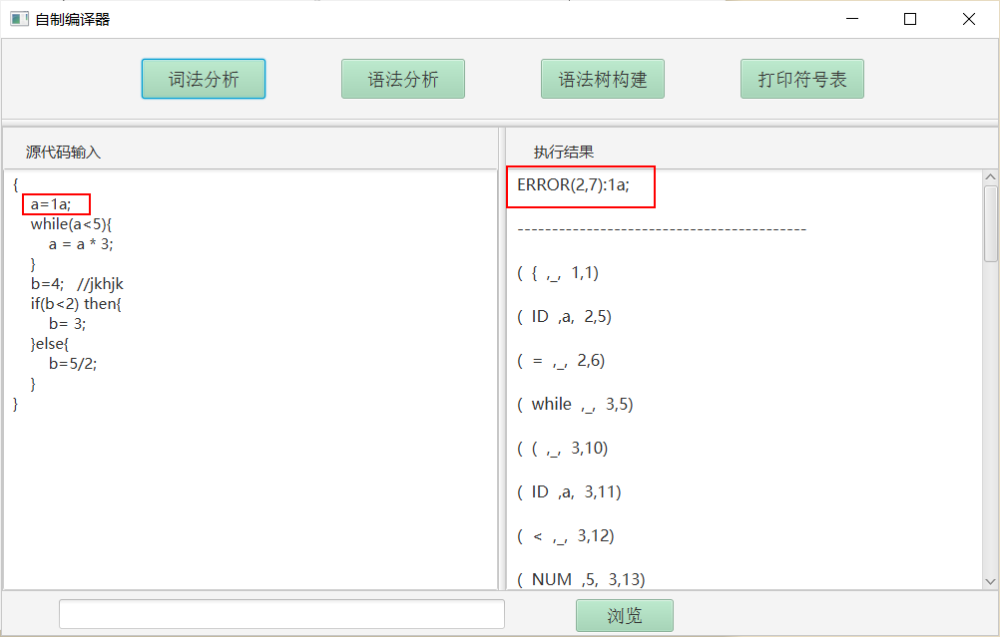 自制编译器
词法分析 语法分析 语法树构建 打印符号表
源代码输入
{
a=1a;
while(a<5){
a = a * 3;
}
b=4; //jkhjk
if(b<2) then{
b= 3;
}else{
b=5/2;
}
}
执行结果
ERROR(2,7):1a;
------------------------------------------
( { ,_, 1,1)
( ID ,a, 2,5)
( = ,_, 2,6)
( while ,_, 3,5)
( ( ,_, 3,10)
( ID ,a, 3,11)
( < ,_, 3,12)
( NUM ,5, 3,13)
浏览